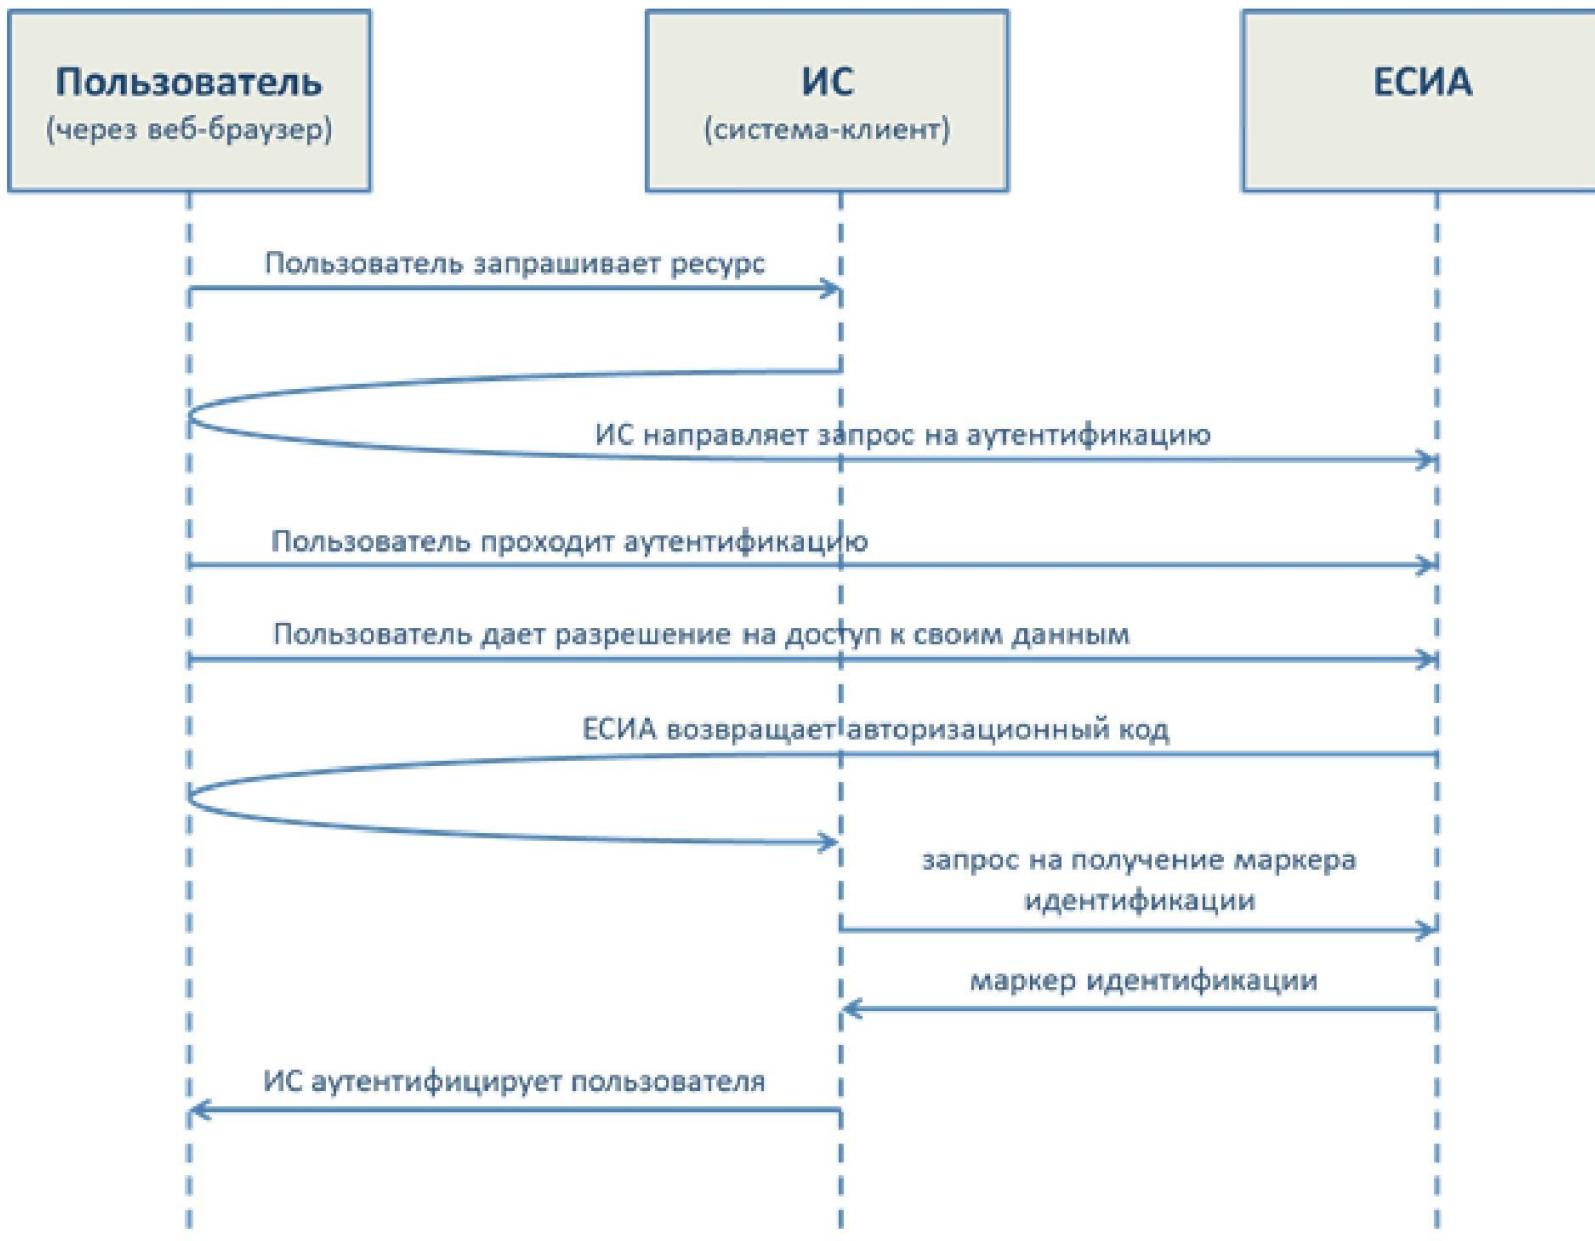 Пользователь
(через веб-браузер)
ИС
(система-клиент)
ЕСИА
Пользователь запрашивает ресурс
ИС направляет запрос на аутентификацию
Пользователь проходит аутентификацию
Пользователь дает разрешение на доступ к своим данным
ЕСИА возвращает авторизационный код
запрос на получение маркера
идентификации
маркер идентификации
ИС аутентифицирует пользователя